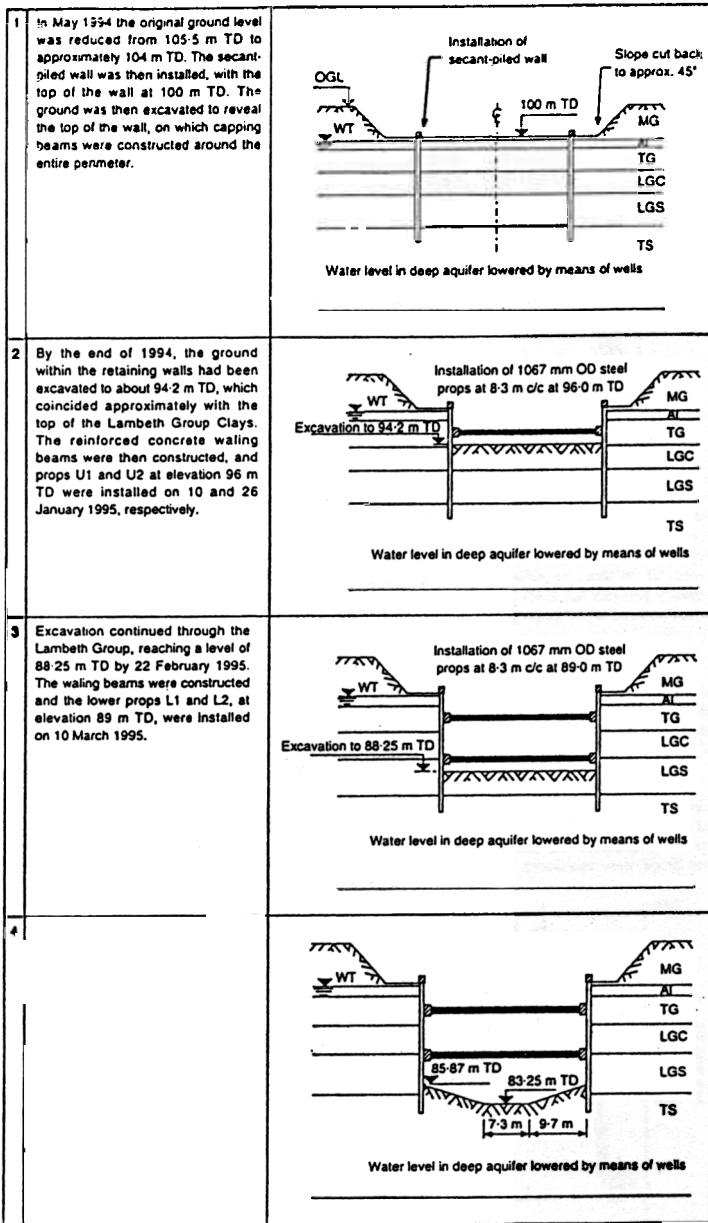 1
In May 1994 the original ground level
was reduced from 105·5 m TD to
approximately 104 m TD. The secant-
piled wall was then installed, with the
top of the wall at 100 m TD. The
ground was then excavated to reveal
the top of the wall, on which capping
beams were constructed around the
entire perimeter.
Installation of
secant-piled wall
Slope cut back
to approx. 45°
OGL
WT
100 m TD
MG
Al
TG
LGC
LGS
TS
Water level in deep aquifer lowered by means of wells
2
By the end of 1994, the ground
within the retaining walls had been
excavated to about 94·2 m TD, which
coincided approximately with the
top of the Lambeth Group Clays.
The reinforced concrete waling
beams were then constructed, and
props U1 and U2 at elevation 96 m
TD were installed on 10 and 26
January 1995, respectively.
Installation of 1067 mm OD steel
props at 8·3 m c/c at 96·0 m TD
WT
Excavation to 94·2 m TD
MG
Al
TG
LGC
LGS
TS
Water level in deep aquifer lowered by means of wells
3
Excavation continued through the
Lambeth Group, reaching a level of
88·25 m TD by 22 February 1995.
The waling beams were constructed
and the lower props L1 and L2, at
elevation 89 m TD, were installed
on 10 March 1995.
Installation of 1067 mm OD steel
props at 8·3 m c/c at 89·0 m TD
WT
Excavation to 88·25 m TD
MG
Al
TG
LGC
LGS
TS
Water level in deep aquifer lowered by means of wells
4
WT
MG
Al
TG
LGC
LGS
TS
85·87 m TD
83·25 m TD
7·3 m
9·7 m
Water level in deep aquifer lowered by means of wells